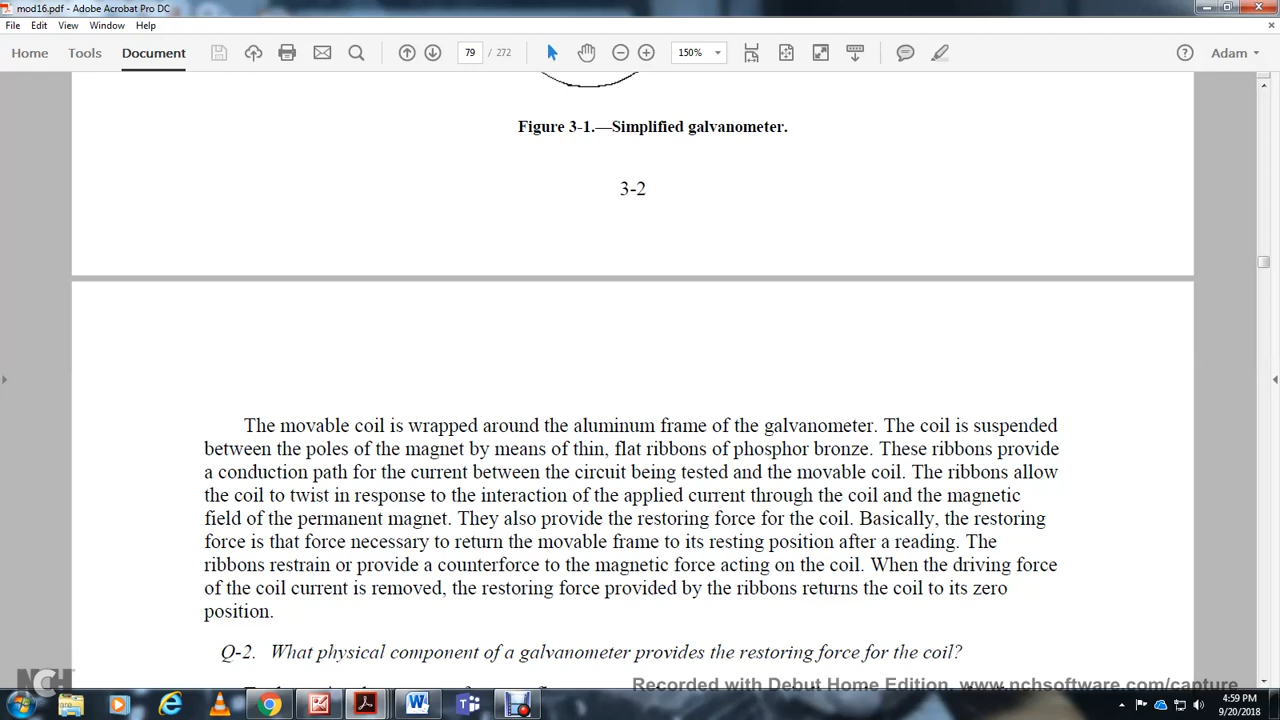 mod16.pdf - Adobe Acrobat Pro DC
File Edit View Window Help
Home Tools Document 79 / 272 150% Adam
Figure 3-1.—Simplified galvanometer.
3-2
The movable coil is wrapped around the aluminum frame of the galvanometer. The coil is suspended
between the poles of the magnet by means of thin, flat ribbons of phosphor bronze. These ribbons provide
a conduction path for the current between the circuit being tested and the movable coil. The ribbons allow
the coil to twist in response to the interaction of the applied current through the coil and the magnetic
field of the permanent magnet. They also provide the restoring force for the coil. Basically, the restoring
force is that force necessary to return the movable frame to its resting position after a reading. The
ribbons restrain or provide a counterforce to the magnetic force acting on the coil. When the driving force
of the coil current is removed, the restoring force provided by the ribbons returns the coil to its zero
position.
Q-2. What physical component of a galvanometer provides the restoring force for the coil?
NCH
Recorded with Debut Home Edition. www.nchsoftware.com/capture
4:59 PM
9/20/2018